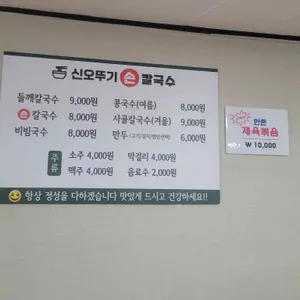 신오뚜기 손 칼국수
들깨칼국수 9,000원
손 칼국수 8,000원
비빔국수 8,000원
콩국수(여름) 8,000원
사골칼국수(겨울) 9,000원
만두 6,000원
주류
소주 4,000원 막걸리 4,000원
맥주 4,000원 음료수 2,000원
항상 정성을 다하겠습니다 맛있게 드시고 건강하세요!!
제육볶음
₩ 10,000